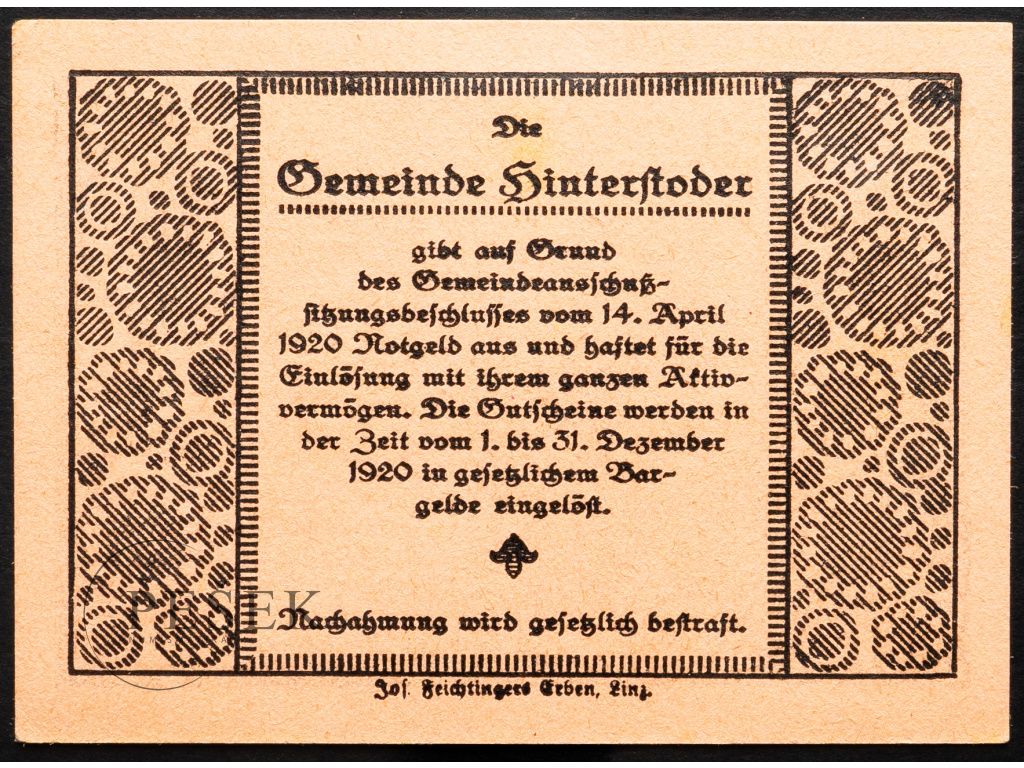 Die
Gemeinde Hinterstoder
gibt auf Grund
des Gemeindeausschuß-
sitzungsbeschlusses vom 14. April
1920 Notgeld aus und haftet für die
Einlösung mit ihrem ganzen Aktiv-
vermögen. Die Gutscheine werden in
der Zeit vom 1. bis 31. Dezember
1920 in gesetzlichem Bar-
gelde eingelöst.
PESEK
Nachahmung wird gesetzlich bestraft.
Jos. Feichtingers Erben, Linz.